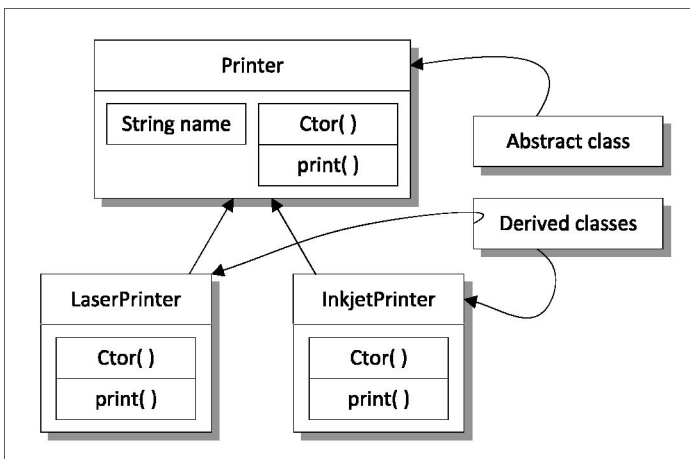 Printer
String name
Ctor( )
print( )
Abstract class
Derived classes
LaserPrinter
Ctor( )
print( )
InkjetPrinter
Ctor( )
print( )